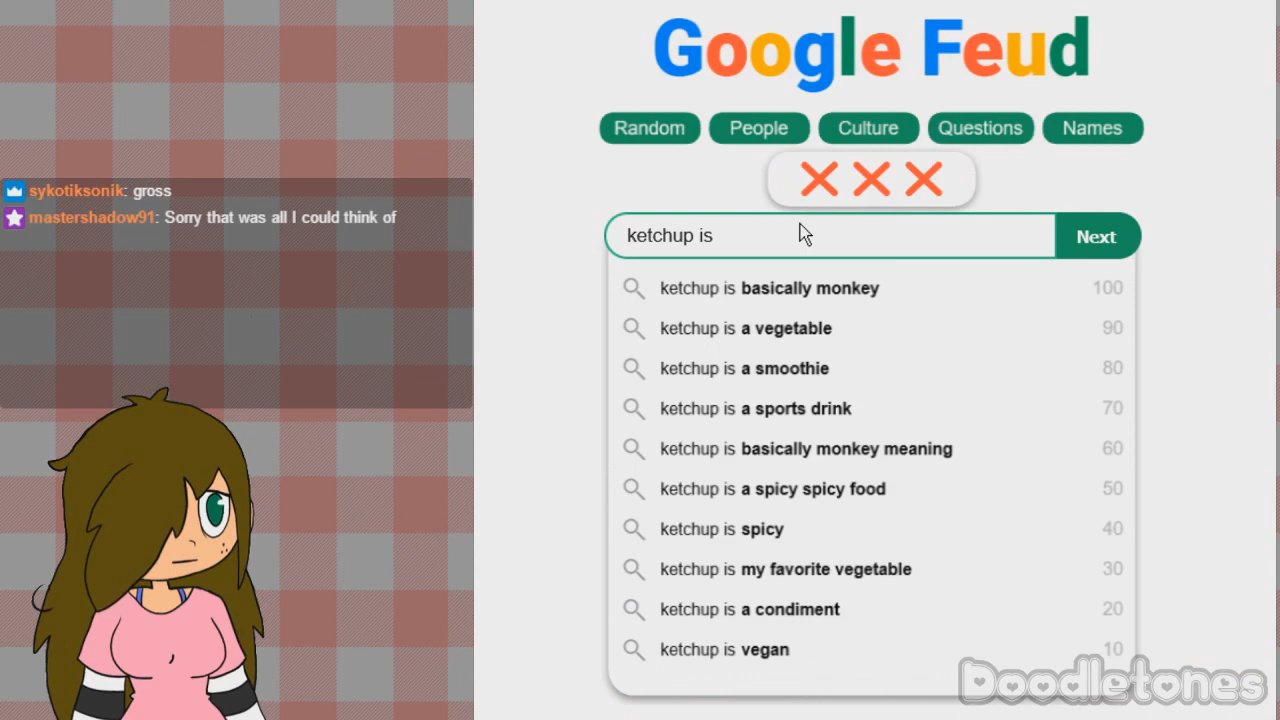 Google Feud
Random People Culture Questions Names
sykotiksonik: gross
mastershadow91: Sorry that was all I could think of
ketchup is
Next
ketchup is basically monkey 100
ketchup is a vegetable 90
ketchup is a smoothie 80
ketchup is a sports drink 70
ketchup is basically monkey meaning 60
ketchup is a spicy spicy food 50
ketchup is spicy 40
ketchup is my favorite vegetable 30
ketchup is a condiment 20
ketchup is vegan 10
Doodletones